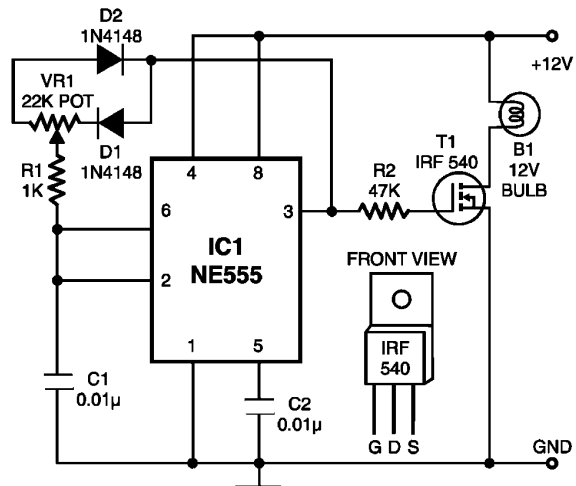 D2
1N4148
VR1
22K POT
D1
1N4148
R1
1K
4
8
6
2
3
1
5
IC1
NE555
R2
47K
T1
IRF 540
+12V
B1
12V
BULB
FRONT VIEW
IRF
540
G D S
C1
0.01µ
C2
0.01µ
GND